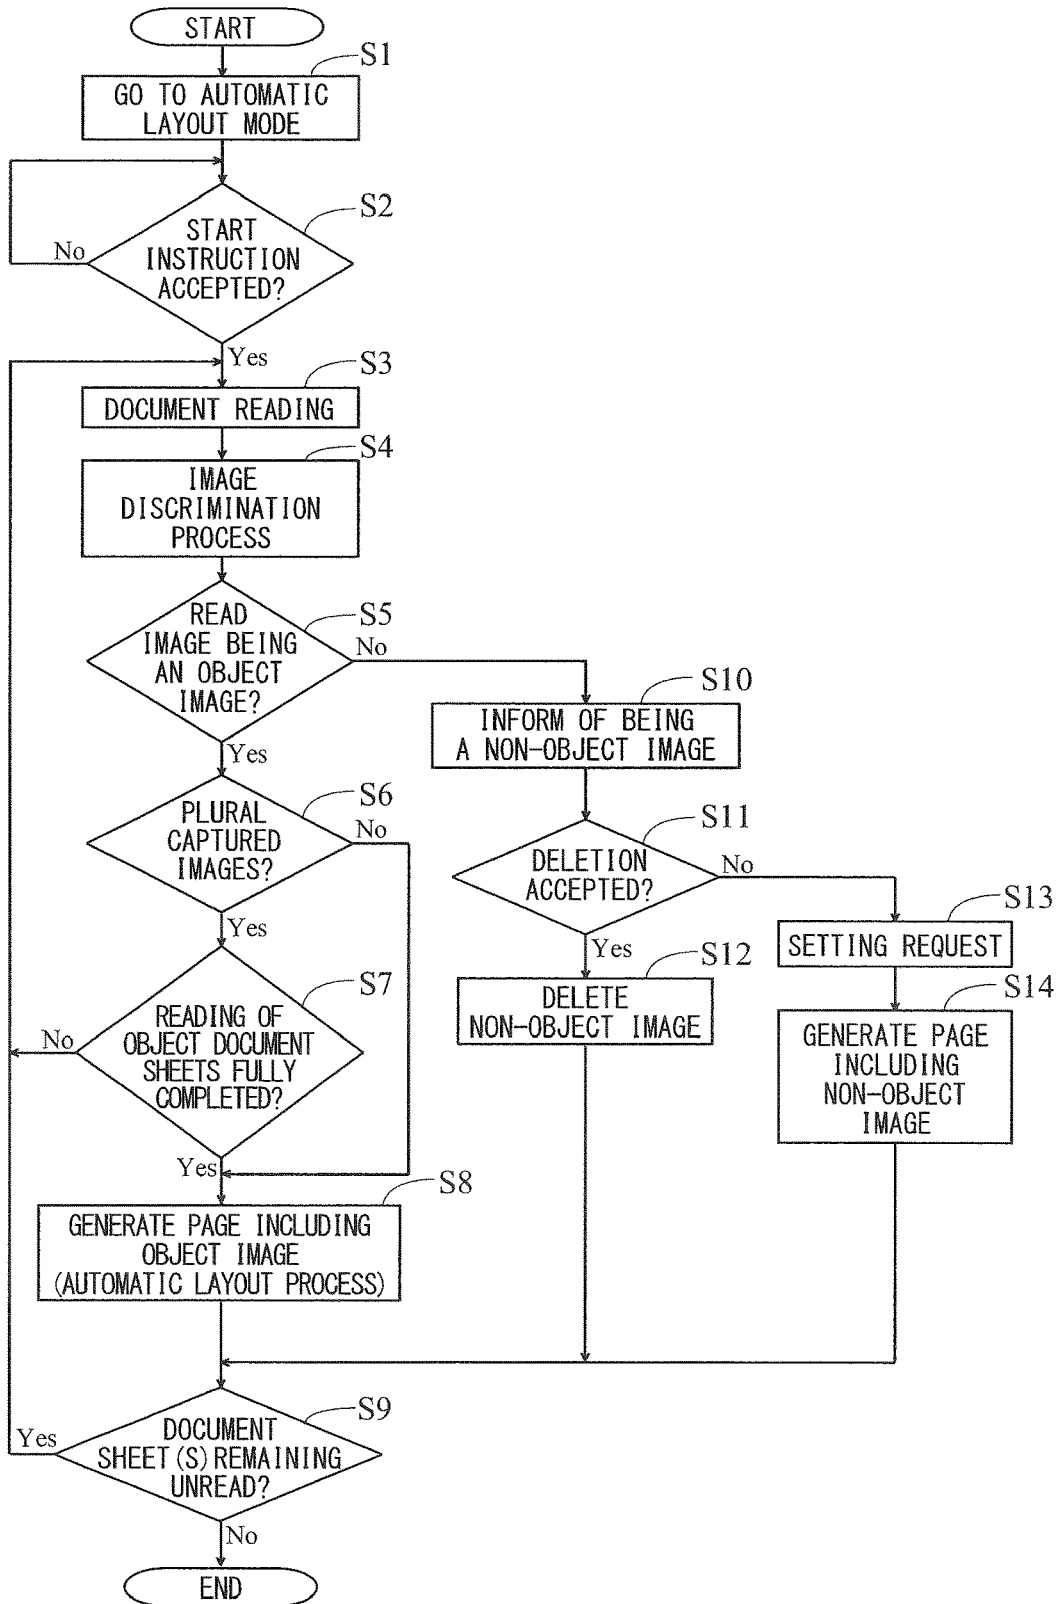 START
S1
GO TO AUTOMATIC
LAYOUT MODE
S2
START
INSTRUCTION
ACCEPTED?
No
Yes
S3
DOCUMENT READING
S4
IMAGE
DISCRIMINATION
PROCESS
S5
READ
IMAGE BEING
AN OBJECT
IMAGE?
No
Yes
S10
INFORM OF BEING
A NON-OBJECT IMAGE
S6
PLURAL
CAPTURED
IMAGES?
No
Yes
S11
DELETION
ACCEPTED?
No
Yes
S13
SETTING REQUEST
S12
DELETE
NON-OBJECT IMAGE
S14
GENERATE PAGE
INCLUDING
NON-OBJECT
IMAGE
S7
READING OF
OBJECT DOCUMENT
SHEETS FULLY
COMPLETED?
No
Yes
S8
GENERATE PAGE INCLUDING
OBJECT IMAGE
(AUTOMATIC LAYOUT PROCESS)
S9
DOCUMENT
SHEET(S)REMAINING
UNREAD?
Yes
No
END